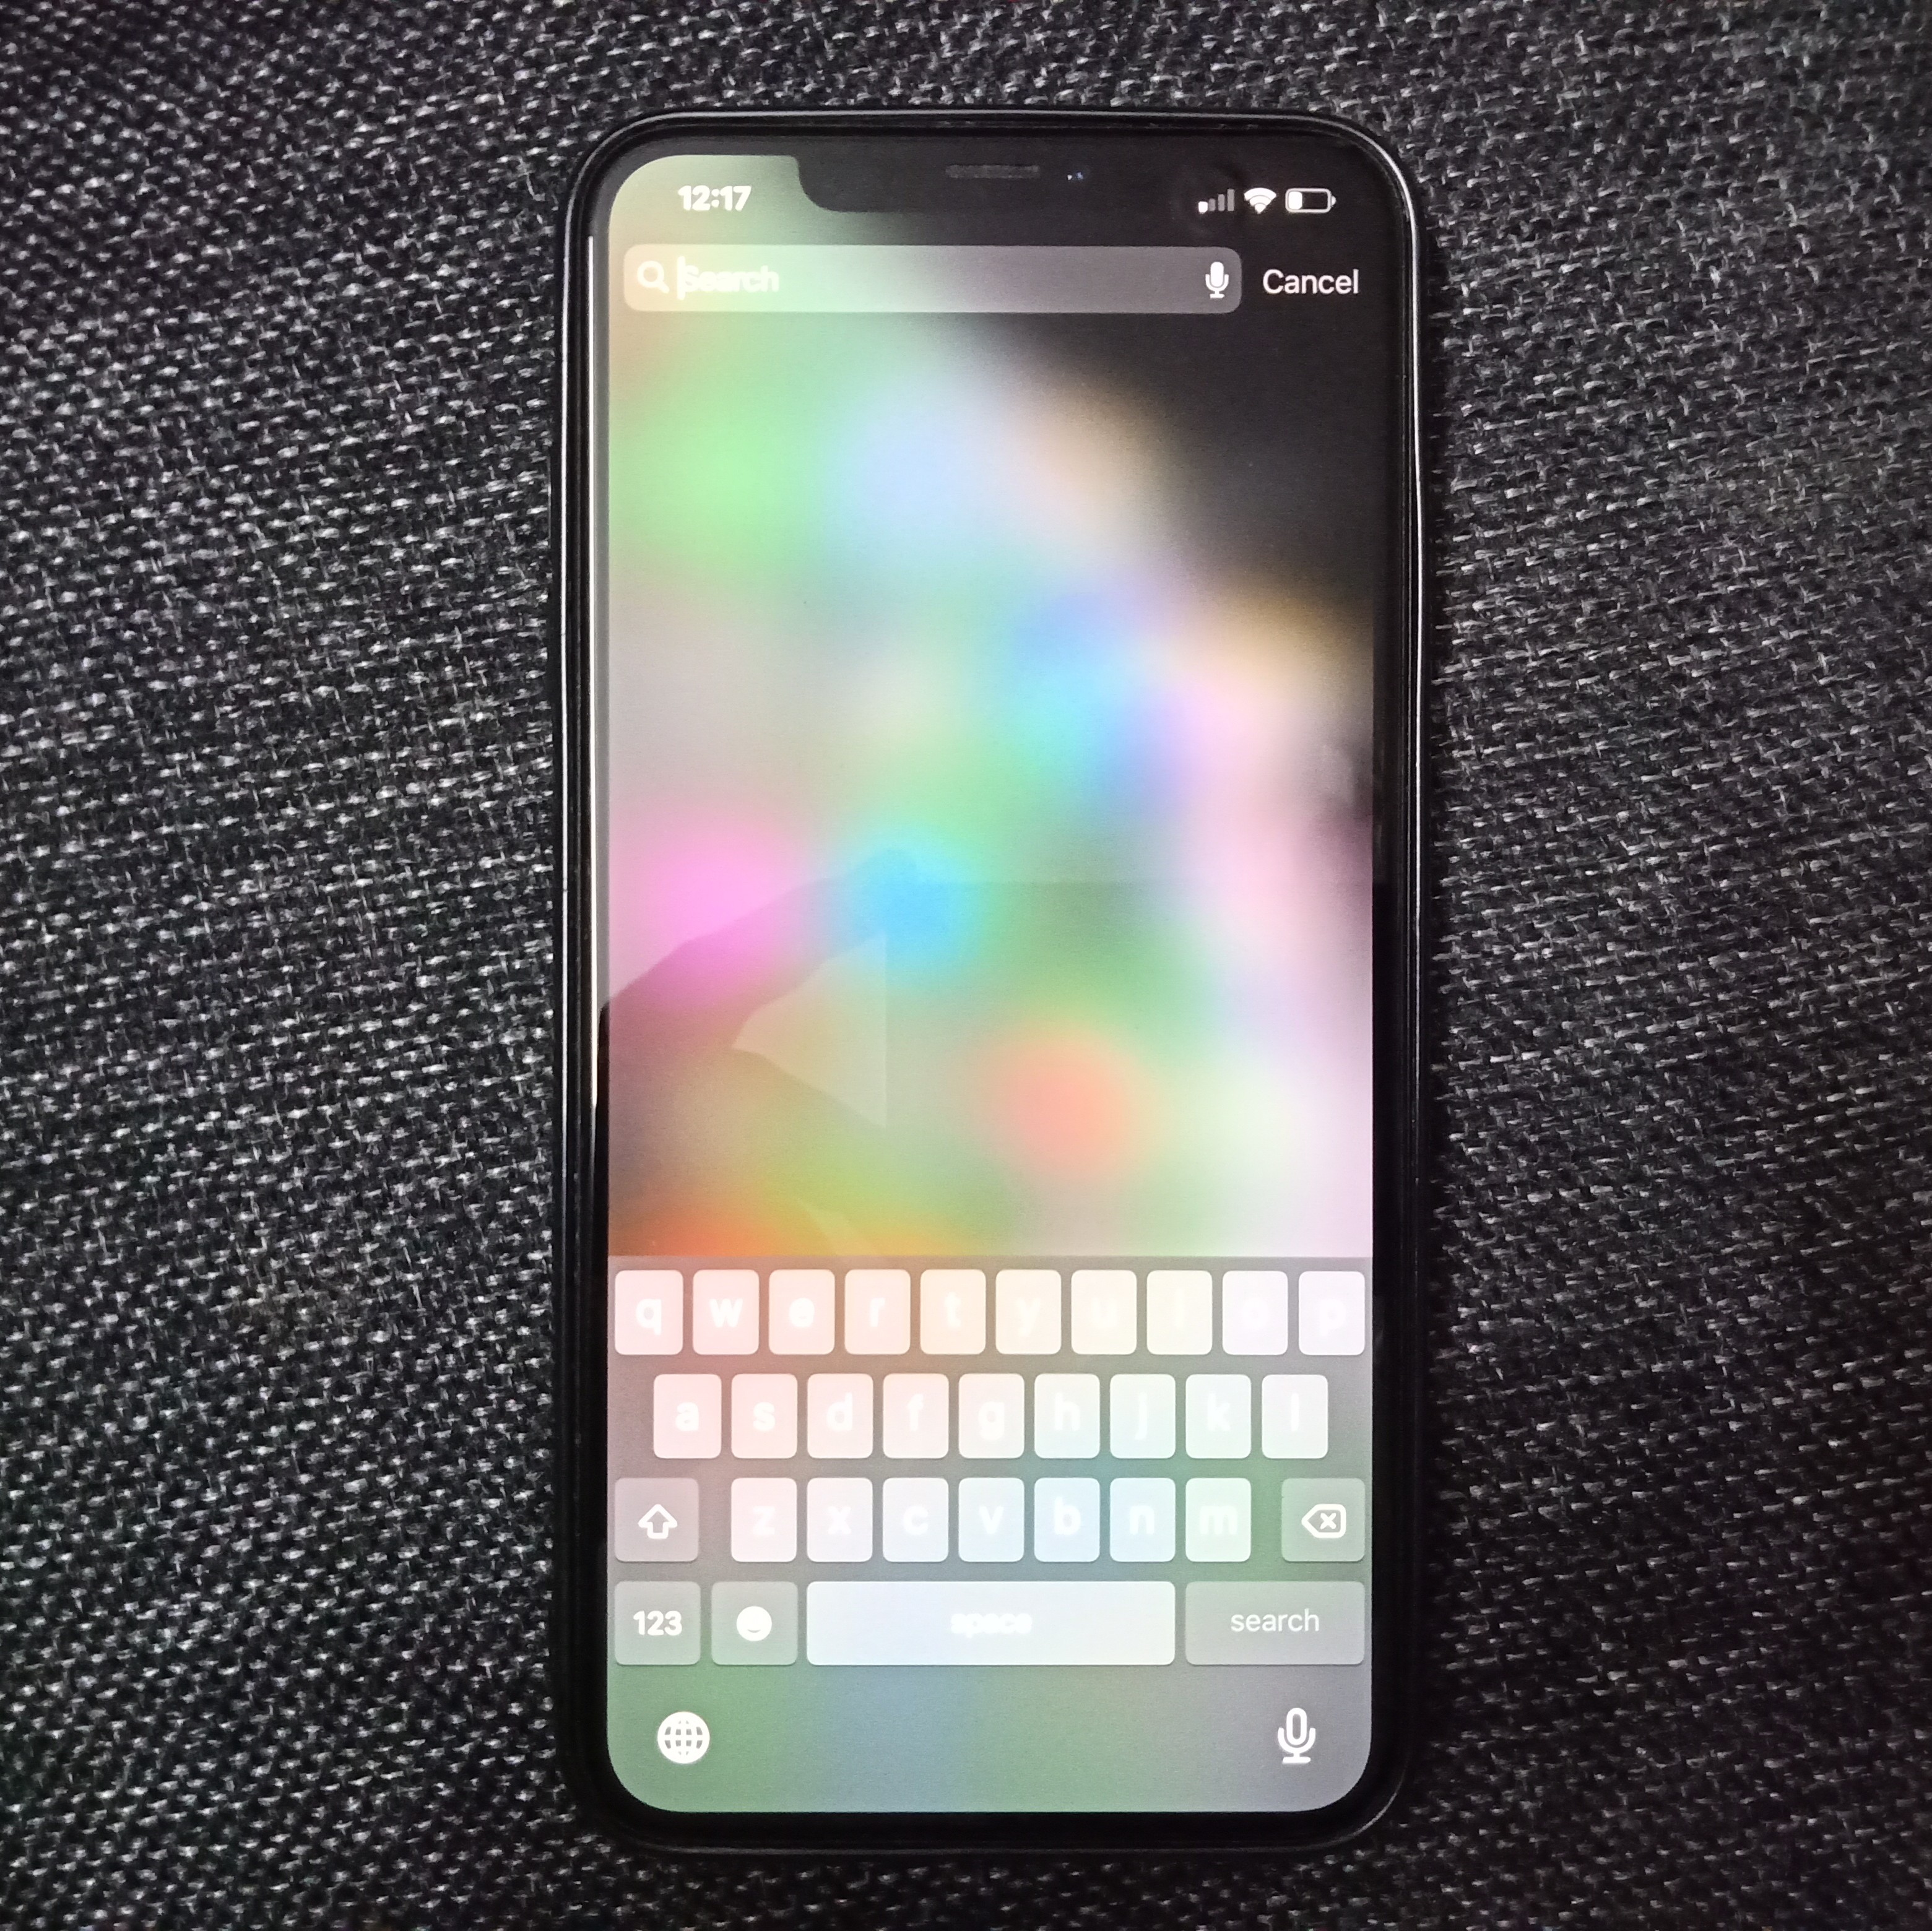 12:17
Search
Cancel
q w e r t y u i o p
a s d f g h j k l
z x c v b n m
123 space search